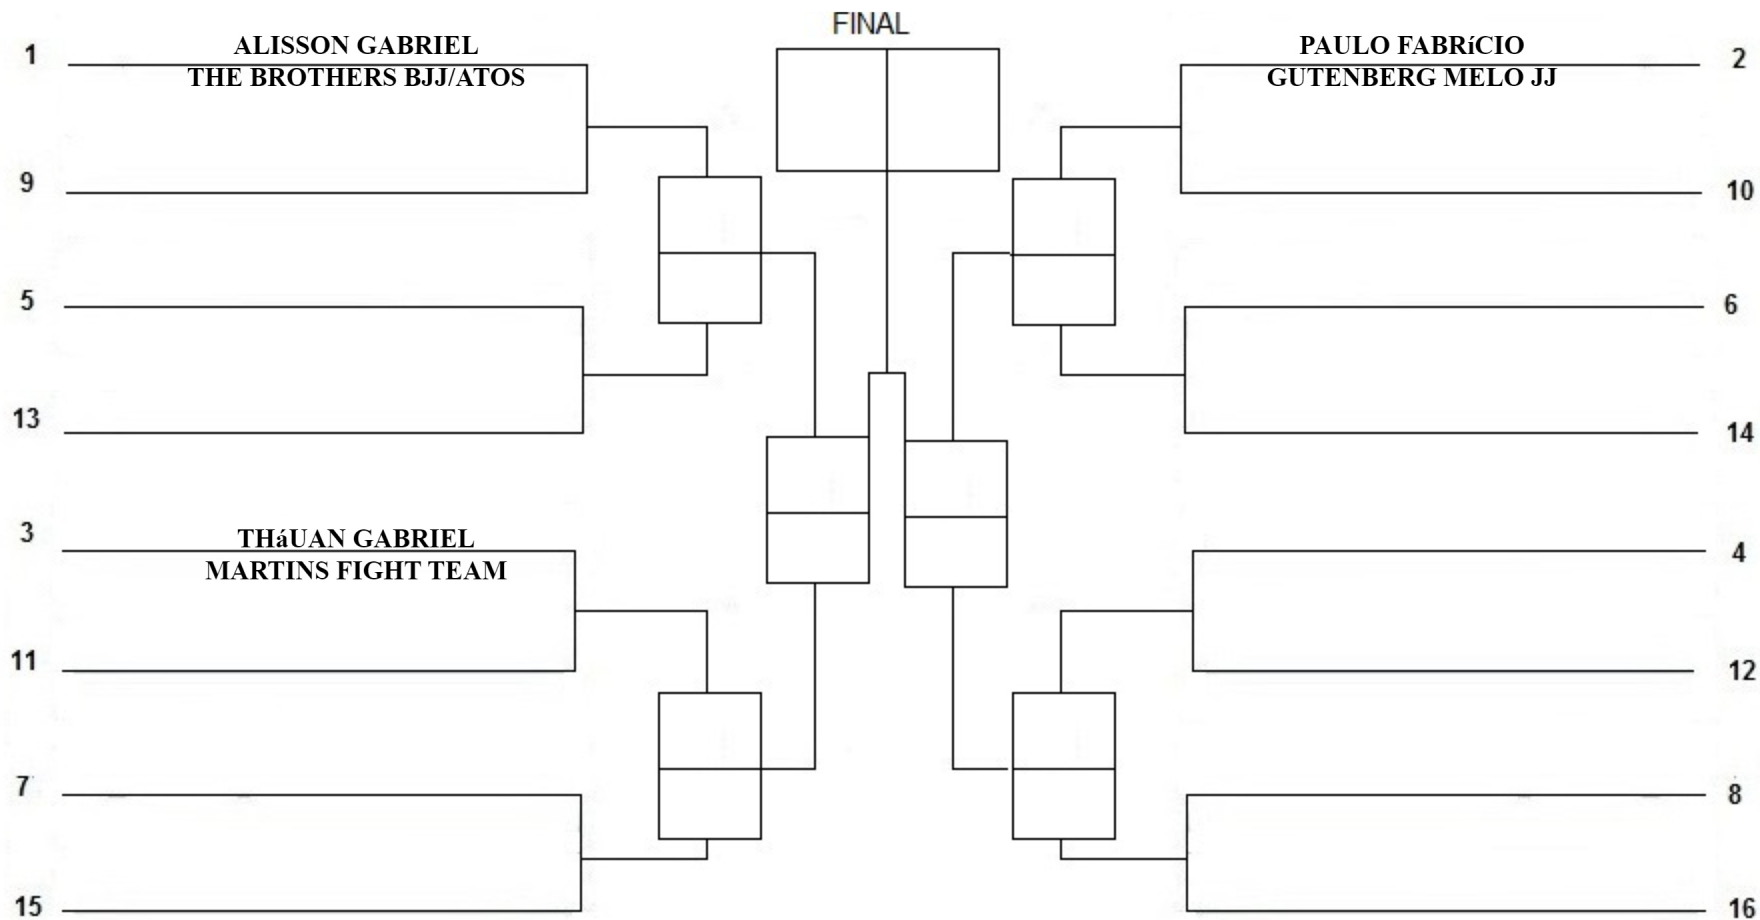 FINAL
1
ALISSON GABRIEL
THE BROTHERS BJJ/ATOS
9
5
13
3
THáUAN GABRIEL
MARTINS FIGHT TEAM
11
7
15
PAULO FABRíCIO
GUTENBERG MELO JJ
2
10
6
14
4
12
8
16